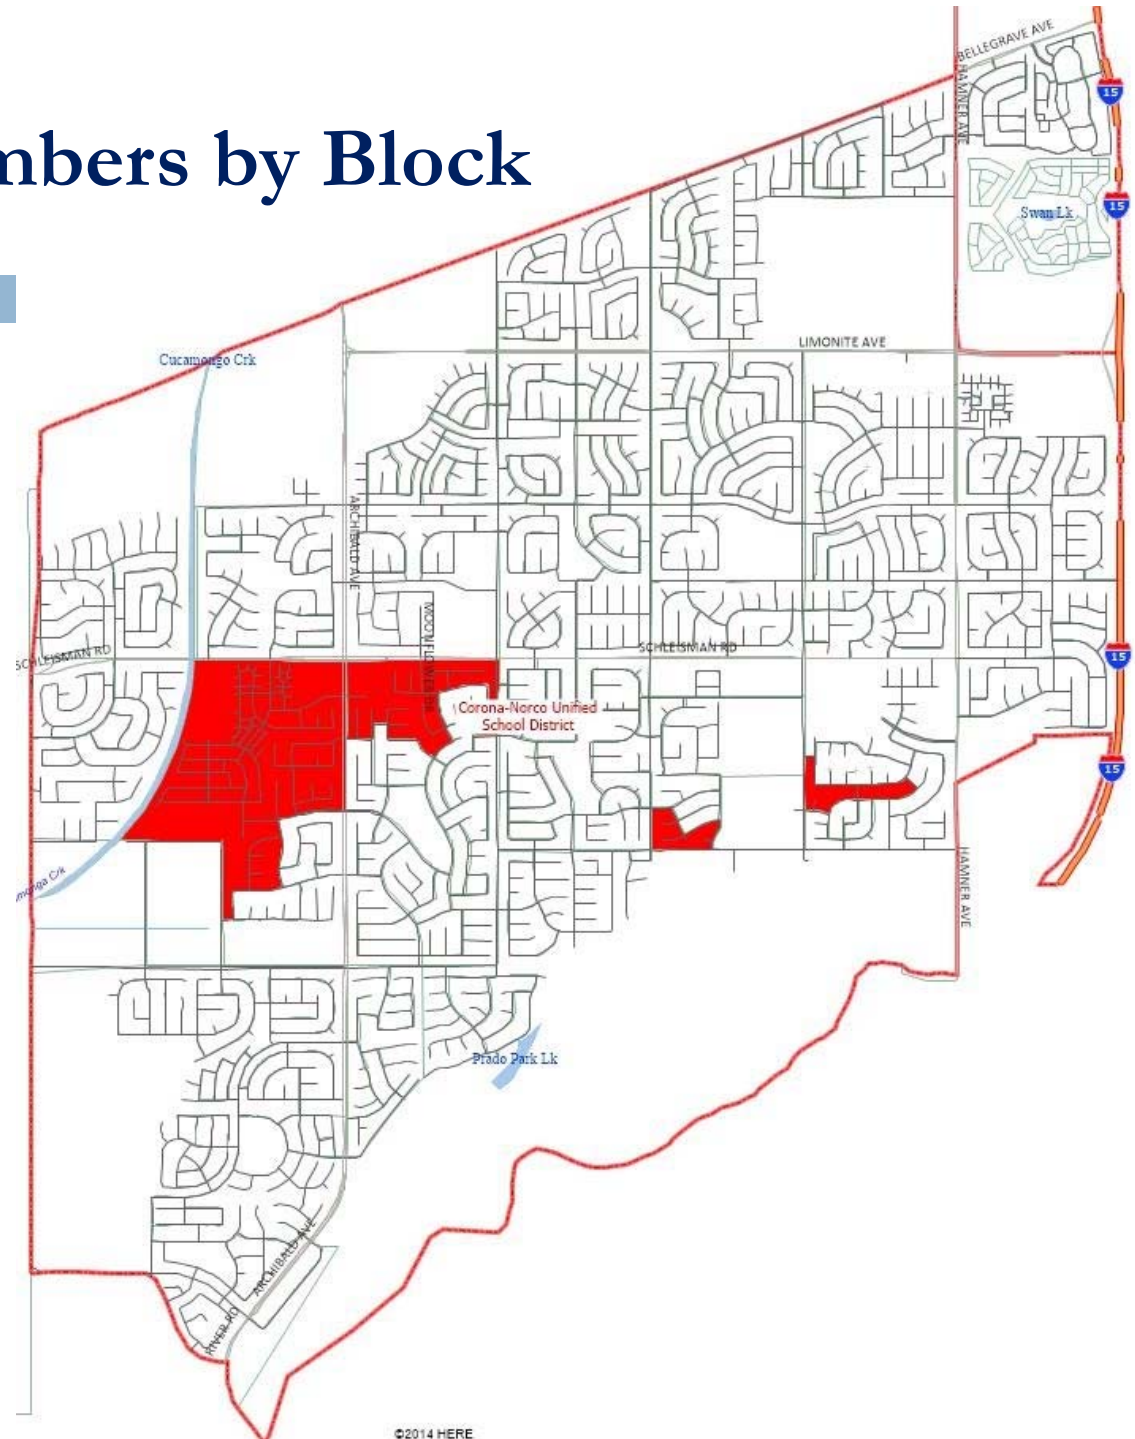 mbers by Block
BELLEGRAVE AVE
HAMNER AVE
15
15
Swan Lk
LIMONITE AVE
Cucamongo Crk
ARCHIBALD AVE
SCHLEISMAN RD
SCHLEISMAN RD
15
Corona-Norco Unified
School District
15
HAMNER AVE
Prado Park Lk
ARCHIBALD AVE
RIVER RD
©2014 HERE